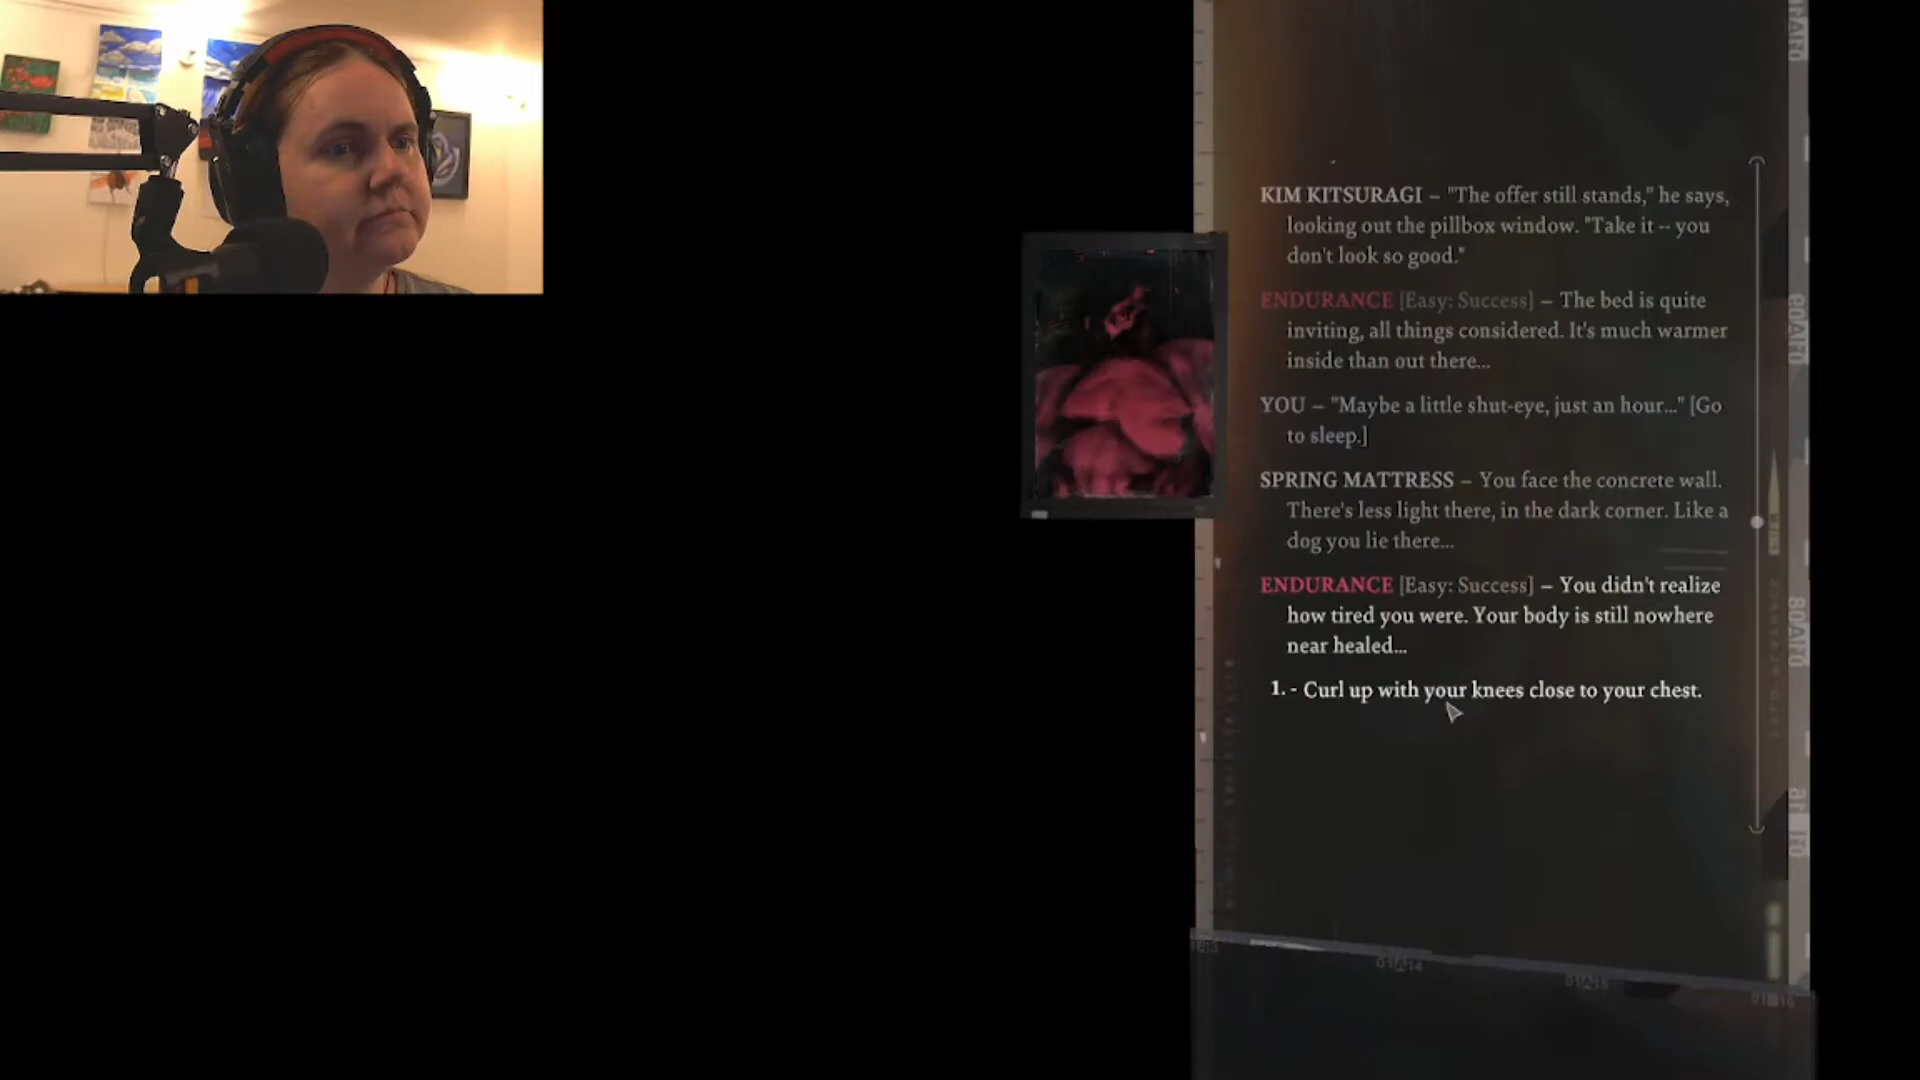 KIM KITSURAGI – "The offer still stands," he says,
looking out the pillbox window. "Take it -- you
don't look so good."
ENDURANCE [Easy: Success] – The bed is quite
inviting, all things considered. It's much warmer
inside than out there...
YOU – "Maybe a little shut-eye, just an hour..." [Go
to sleep.]
SPRING MATTRESS – You face the concrete wall.
There's less light there, in the dark corner. Like a
dog you lie there...
ENDURANCE [Easy: Success] – You didn't realize
how tired you were. Your body is still nowhere
near healed...
1. - Curl up with your knees close to your chest.